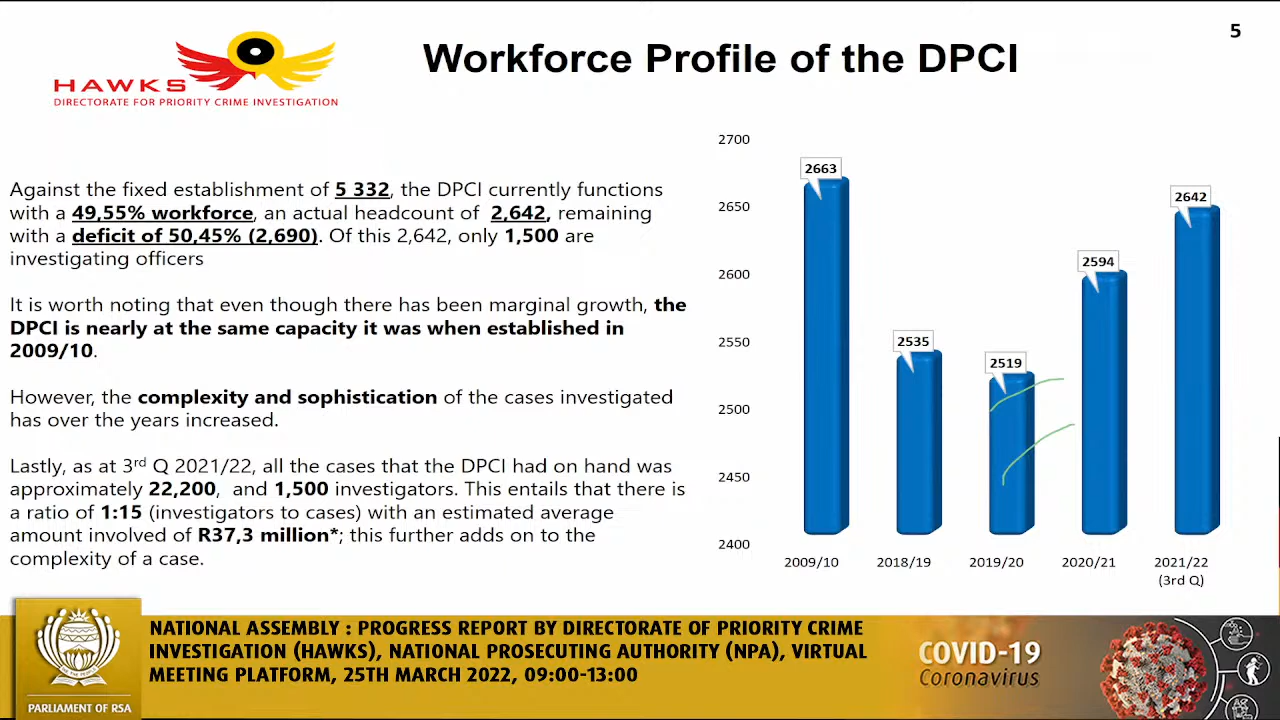 5
HAWKS
DIRECTORATE FOR PRIORITY CRIME INVESTIGATION
Workforce Profile of the DPCI
Against the fixed establishment of 5 332, the DPCI currently functions
with a 49,55% workforce, an actual headcount of 2,642, remaining
with a deficit of 50,45% (2,690). Of this 2,642, only 1,500 are
investigating officers
It is worth noting that even though there has been marginal growth, the
DPCI is nearly at the same capacity it was when established in
2009/10.
However, the complexity and sophistication of the cases investigated
has over the years increased.
Lastly, as at 3rd Q 2021/22, all the cases that the DPCI had on hand was
approximately 22,200, and 1,500 investigators. This entails that there is
a ratio of 1:15 (investigators to cases) with an estimated average
amount involved of R37,3 million*; this further adds on to the
complexity of a case.
2700
2650
2600
2550
2500
2450
2400
2663
2535
2519
2594
2642
2009/10 2018/19 2019/20 2020/21 2021/22
(3rd Q)
PARLIAMENT OF RSA
NATIONAL ASSEMBLY : PROGRESS REPORT BY DIRECTORATE OF PRIORITY CRIME
INVESTIGATION (HAWKS), NATIONAL PROSECUTING AUTHORITY (NPA), VIRTUAL
MEETING PLATFORM, 25TH MARCH 2022, 09:00-13:00
COVID-19
Coronavirus